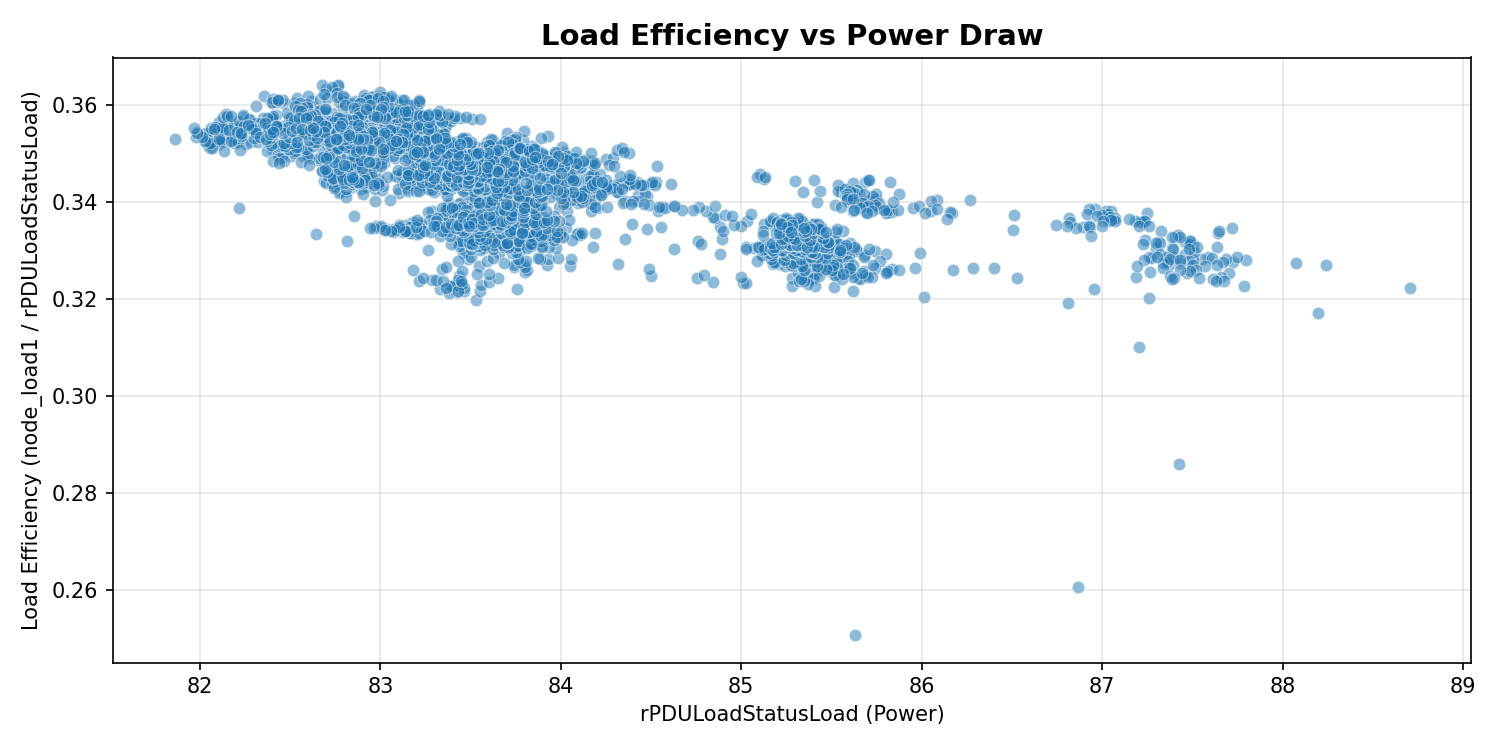 Load Efficiency vs Power Draw
Load Efficiency (node_load1 / rPDULoadStatusLoad)
0.36
0.34
0.32
0.30
0.28
0.26
82 83 84 85 86 87 88 89
rPDULoadStatusLoad (Power)